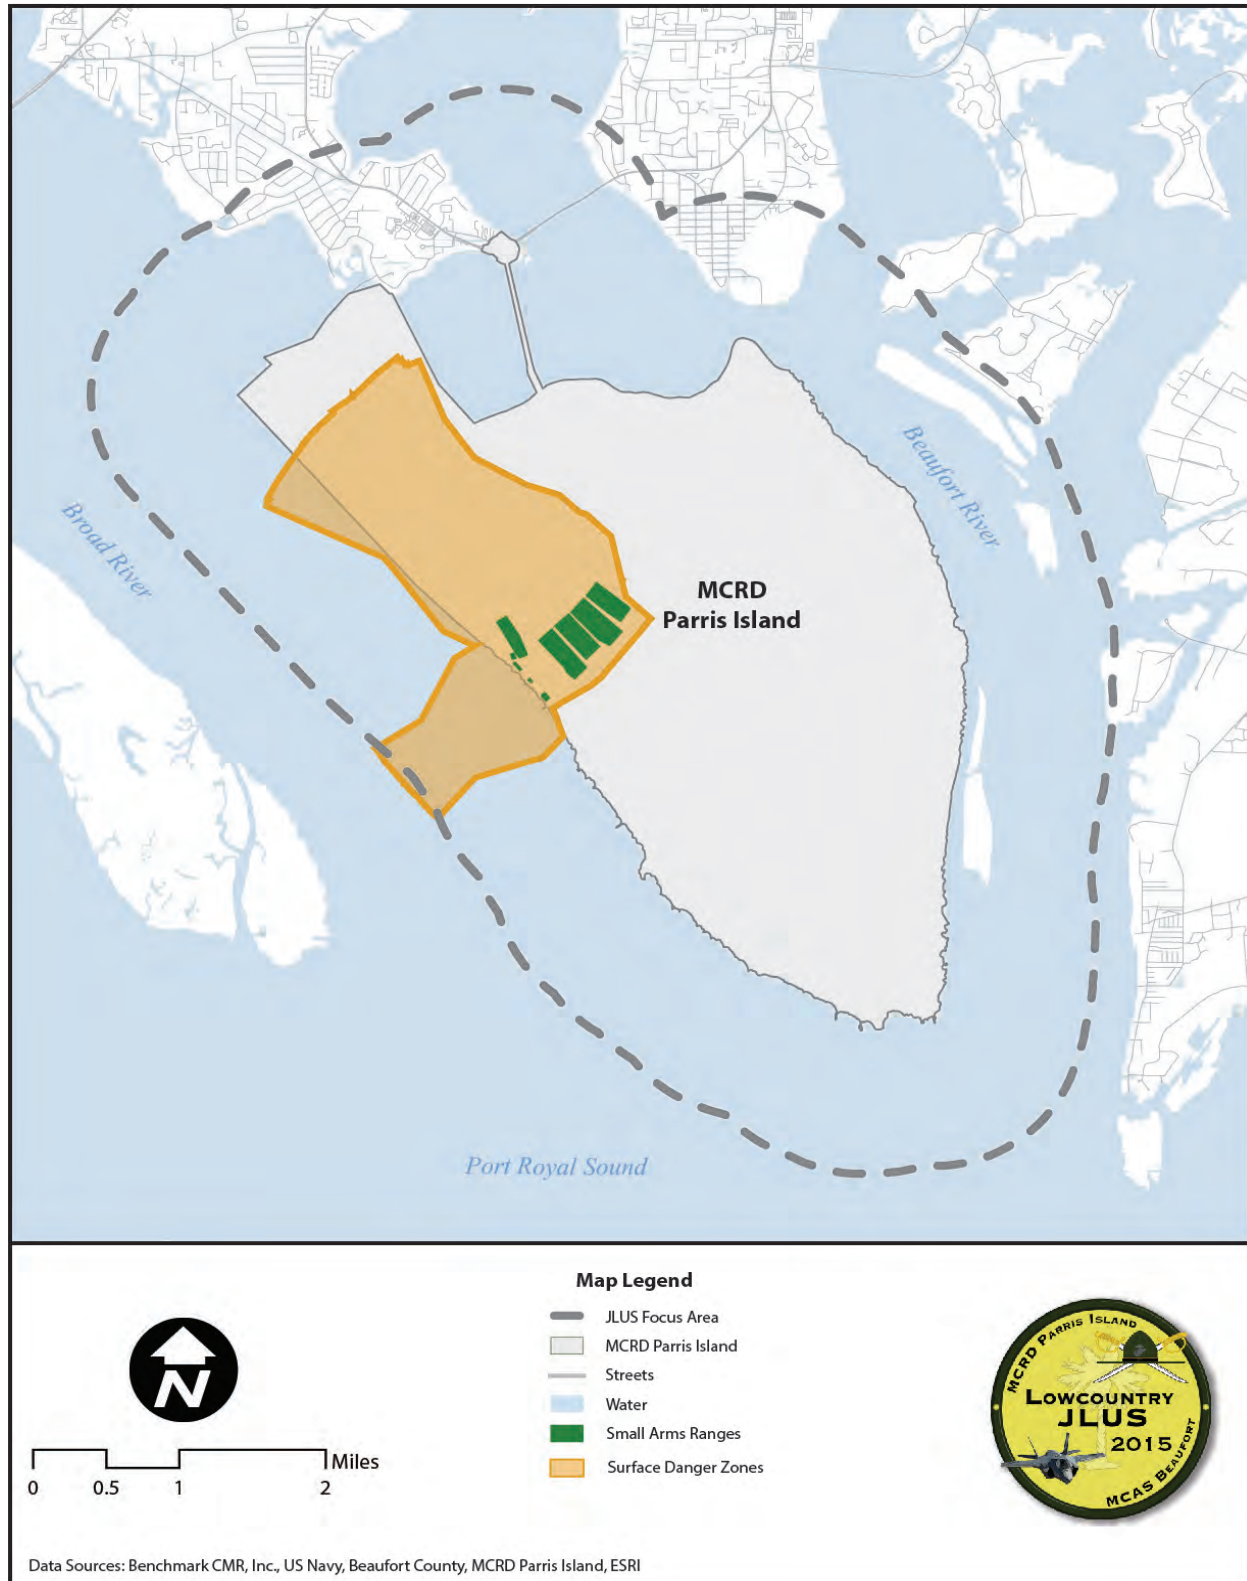 Broad River
Beaufort River
MCRD
Parris Island
Port Royal Sound
Map Legend
JLUS Focus Area
MCRD Parris Island
Streets
Water
Small Arms Ranges
Surface Danger Zones
N
Miles
0 0.5 1 2
MCRD PARRIS ISLAND
LOWCOUNTRY
JLUS
2015
MCAS BEAUFORT
Data Sources: Benchmark CMR, Inc., US Navy, Beaufort County, MCRD Parris Island, ESRI